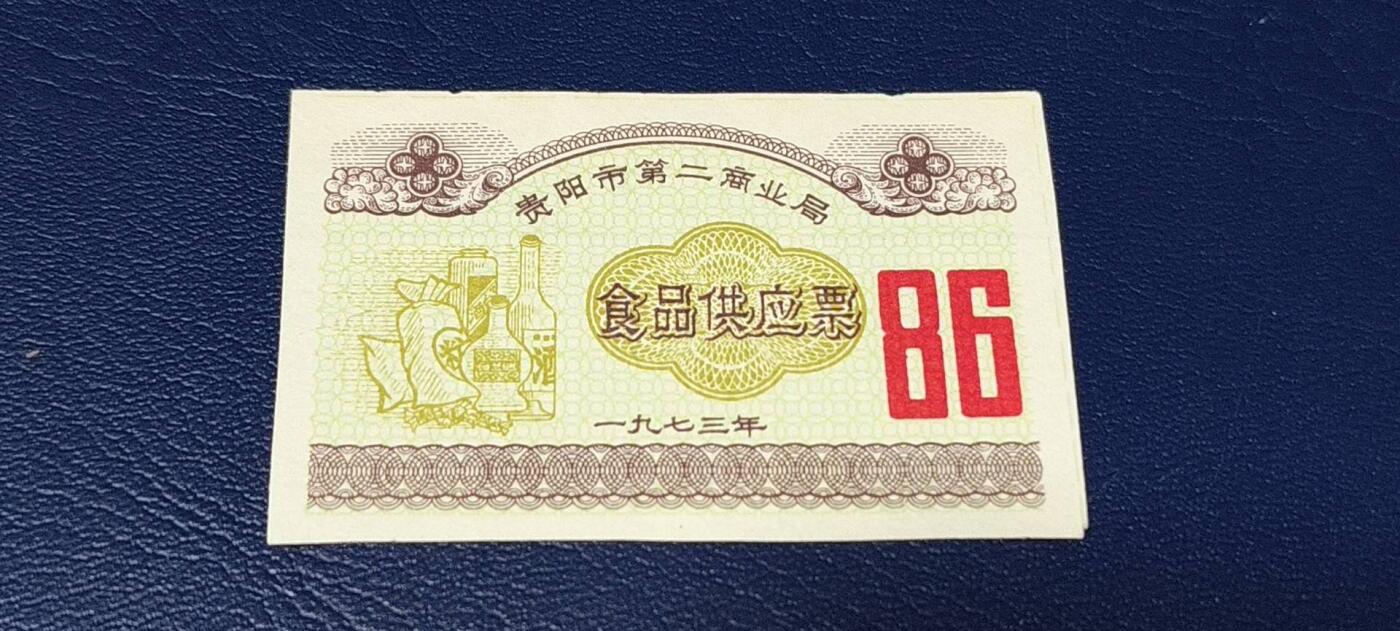 贵阳市第二商业局
食品供应票
86
酒
一九七三年